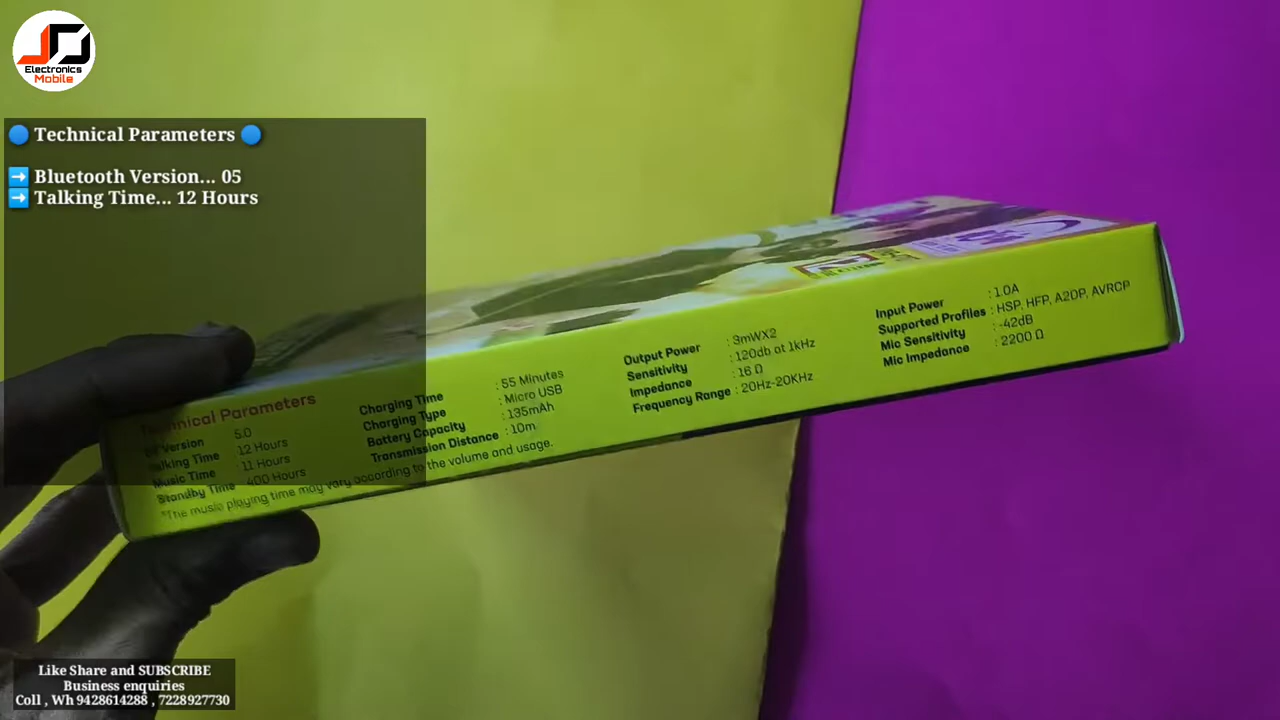 JD
Electronics
Mobile
🔵 Technical Parameters 🔵
➡️ Bluetooth Version... 05
➡️ Talking Time... 12 Hours
Technical Parameters
BT Version 5.0
Talking Time : 12 Hours
Music Time : 11 Hours
Standby Time : 400 Hours
*The music playing time may vary according to the volume and usage.
Charging Time : 55 Minutes
Charging Type : Micro USB
Battery Capacity : 135mAh
Transmission Distance : 10m
Output Power : 3mWX2
Sensitivity : 120db at 1kHz
Impedance : 16 Ω
Frequency Range : 20Hz-20KHz
Input Power : 1.0A
Supported Profiles : HSP, HFP, A2DP, AVRCP
Mic Sensitivity : -42dB
Mic Impedance : 2200 Ω
Like Share and SUBSCRIBE
Business enquiries
Coll , Wh 9428614288 , 7228927730